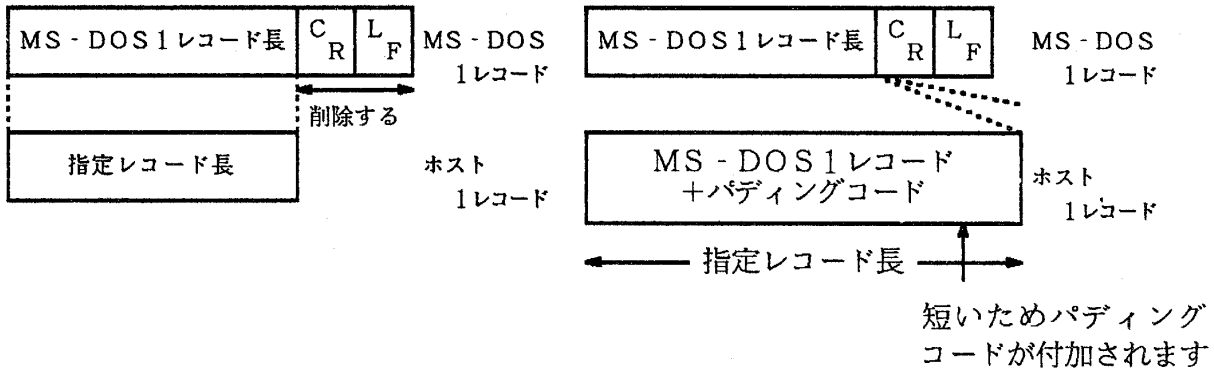 MS-DOS1レコード長 CR LF MS-DOS
1レコード
削除する
指定レコード長 ホスト
1レコード
MS-DOS1レコード長 CR LF MS-DOS
1レコード
MS-DOS1レコード
+パディングコード
ホスト
1レコード
指定レコード長
短いためパディング
コードが付加されます